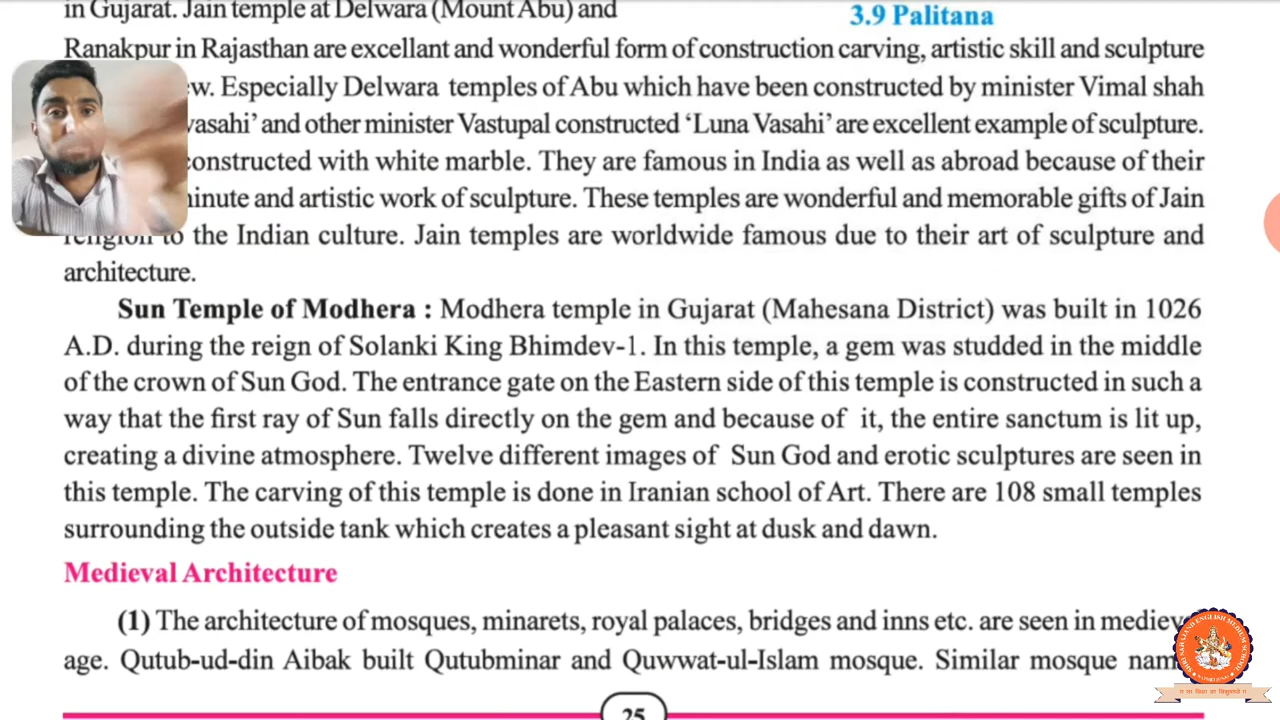 in Gujarat. Jain temple at Delwara (Mount Abu) and
3.9 Palitana
Ranakpur in Rajasthan are excellant and wonderful form of construction carving, artistic skill and sculpture
Especially Delwara temples of Abu which have been constructed by minister Vimal shah
and other minister Vastupal constructed ‘Luna Vasahi’ are excellent example of sculpture.
constructed with white marble. They are famous in India as well as abroad because of their
and artistic work of sculpture. These temples are wonderful and memorable gifts of Jain
religion to the Indian culture. Jain temples are worldwide famous due to their art of sculpture and
architecture.
Sun Temple of Modhera : Modhera temple in Gujarat (Mahesana District) was built in 1026
A.D. during the reign of Solanki King Bhimdev-1. In this temple, a gem was studded in the middle
of the crown of Sun God. The entrance gate on the Eastern side of this temple is constructed in such a
way that the first ray of Sun falls directly on the gem and because of it, the entire sanctum is lit up,
creating a divine atmosphere. Twelve different images of Sun God and erotic sculptures are seen in
this temple. The carving of this temple is done in Iranian school of Art. There are 108 small temples
surrounding the outside tank which creates a pleasant sight at dusk and dawn.
Medieval Architecture
(1) The architecture of mosques, minarets, royal palaces, bridges and inns etc. are seen in
age. Qutub-ud-din Aibak built Qutubminar and Quwwat-ul-Islam mosque. Similar mosque
25